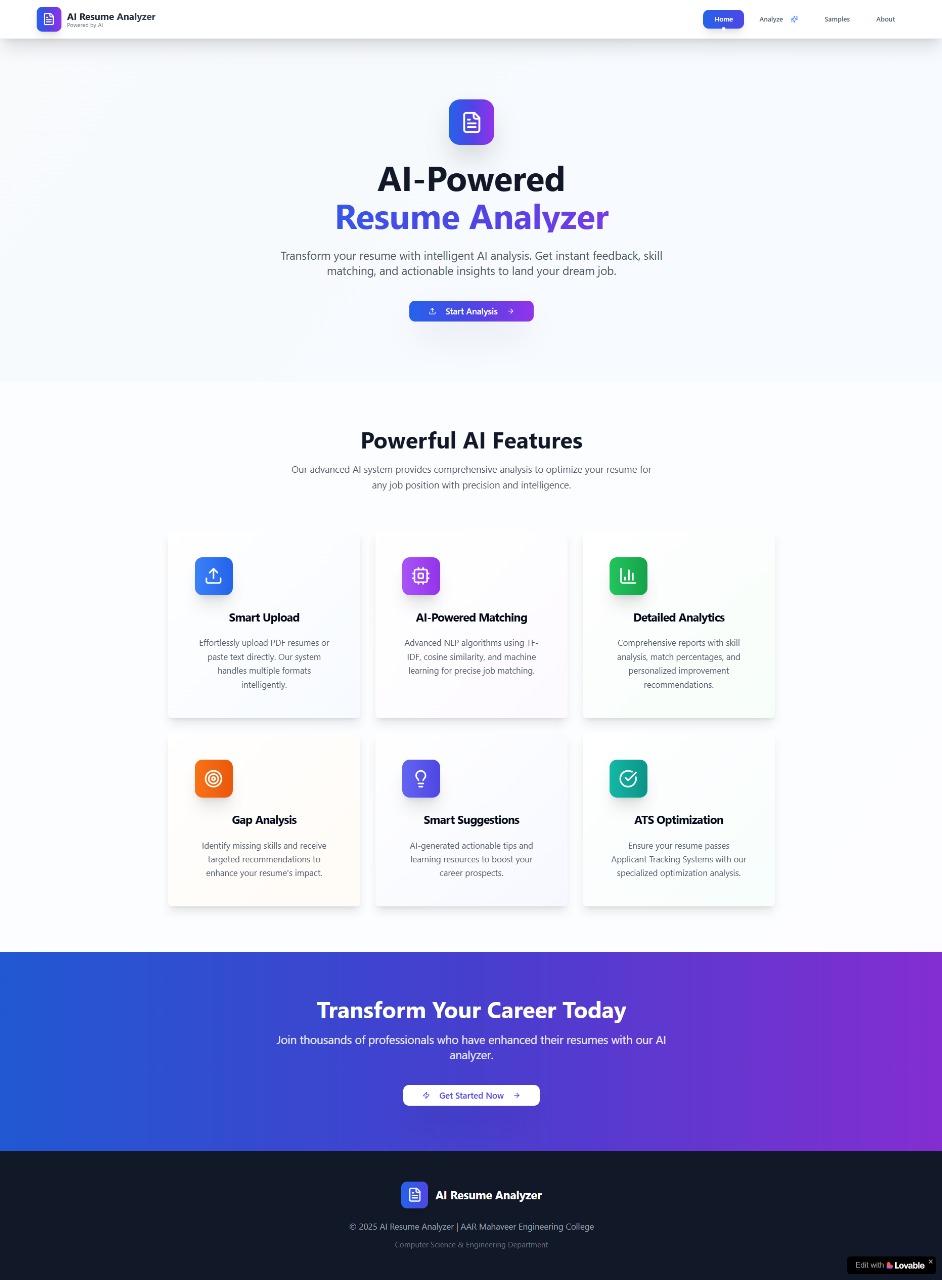 AI Resume Analyzer
Powered by AI
Home
Analyze
Samples
About
AI-Powered
Resume Analyzer
Transform your resume with intelligent AI analysis. Get instant feedback, skill
matching, and actionable insights to land your dream job.
Start Analysis
Powerful AI Features
Our advanced AI system provides comprehensive analysis to optimize your resume for
any job position with precision and intelligence.
Smart Upload
Effortlessly upload PDF resumes or
paste text directly. Our system
handles multiple formats
intelligently.
AI-Powered Matching
Advanced NLP algorithms using TF-
IDF, cosine similarity, and machine
learning for precise job matching.
Detailed Analytics
Comprehensive reports with skill
analysis, match percentages, and
personalized improvement
recommendations.
Gap Analysis
Identify missing skills and receive
targeted recommendations to
enhance your resume's impact.
Smart Suggestions
AI-generated actionable tips and
learning resources to boost your
career prospects.
ATS Optimization
Ensure your resume passes
Applicant Tracking Systems with our
specialized optimization analysis.
Transform Your Career Today
Join thousands of professionals who have enhanced their resumes with our AI
analyzer.
Get Started Now
AI Resume Analyzer
© 2025 AI Resume Analyzer | AAR Mahaveer Engineering College
Computer Science & Engineering Department
Edit with Lovable